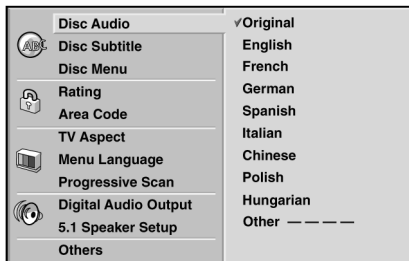 Disc Audio
Disc Subtitle
Disc Menu
Rating
Area Code
TV Aspect
Menu Language
Progressive Scan
Digital Audio Output
5.1 Speaker Setup
Others
ABC
✓Original
English
French
German
Spanish
Italian
Chinese
Polish
Hungarian
Other — — — —